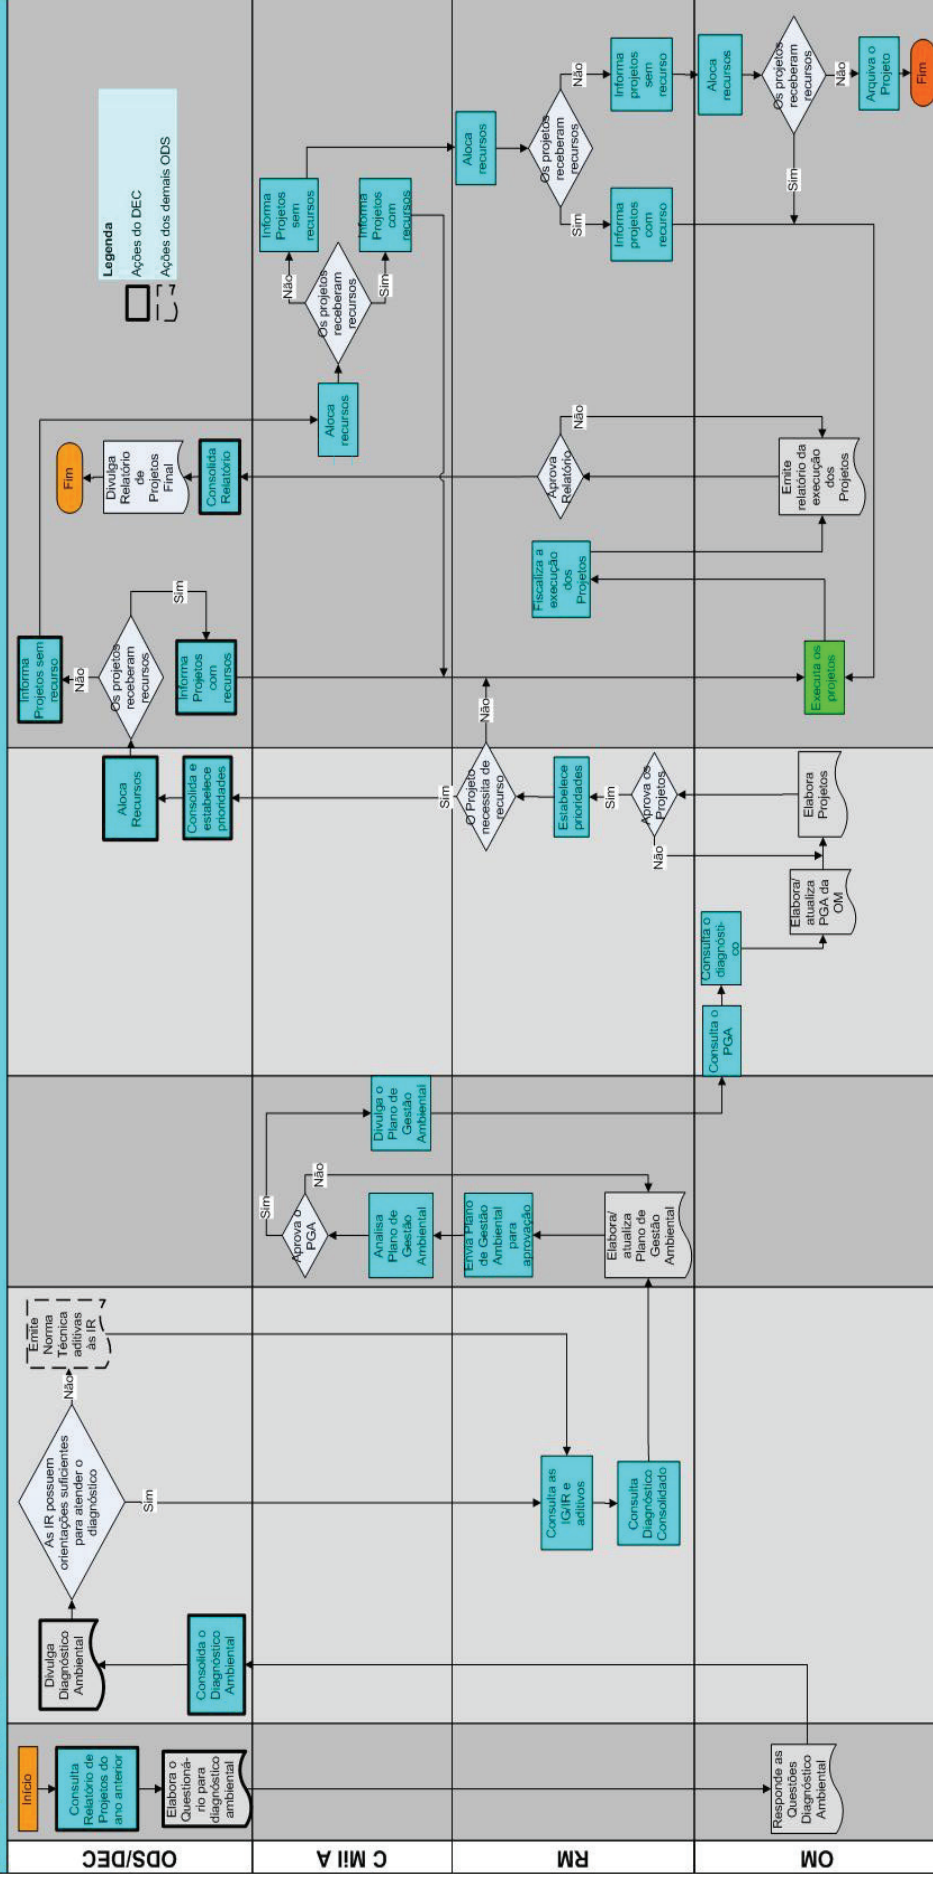 ODS/DEC
Início
Consulta
Relatório de
Projetos do
ano anterior
Elabora o
Questioná-
rio para
diagnóstico
ambiental
Divulga
Diagnóstico
Ambiental
Consolida o
Diagnóstico
Ambiental
As IR possuem
orientações suficientes
para atender o
diagnóstico
Sim
Não
Emite
Norma
Técnica
aditivas
às IR
Consolida e
estabelece
prioridades
Aloca
Recursos
Os projetos
receberam
recursos
Não
Sim
Informa
Projetos sem
recurso
Informa
Projetos
com
recursos
Consolida
Relatório
Divulga
Relatório
de
Projetos
Final
Fim
Legenda
Ações do DEC
Ações dos demais ODS
C Mil A
Analisa
Plano de
Gestão
Ambiental
Aprova o
PGA
Sim
Não
Divulga o
Plano de
Gestão
Ambiental
Aloca
recursos
Os projetos
receberam
recursos
Não
Sim
Informa
Projetos
sem
recursos
Informa
Projetos
com
recursos
RM
Consulta as
IG/IR e
aditivos
Consulta
Diagnóstico
Consolidado
Elabora/
atualiza
Plano de
Gestão
Ambiental
Envia Plano
de Gestão
Ambiental
para
aprovação
Aprova os
Projetos
Não
Sim
Estabelece
prioridades
O Projeto
necessita de
recurso
Sim
Não
Fiscaliza a
execução
dos
Projetos
Aprova
Relatório
Não
Aloca
recursos
Os projetos
receberam
recursos
Sim
Não
Informa
projetos
com
recurso
Informa
projetos
sem
recurso
OM
Responde as
Questões
Diagnóstico
Ambiental
Consulta o
PGA
Consulta o
diagnósti-
co
Elabora/
atualiza
PGA da
OM
Elabora
Projetos
Executa os
projetos
Emite
relatório da
execução
dos
Projetos
Aloca
recursos
Os projetos
receberam
recursos
Sim
Não
Arquiva o
Projeto
Fim